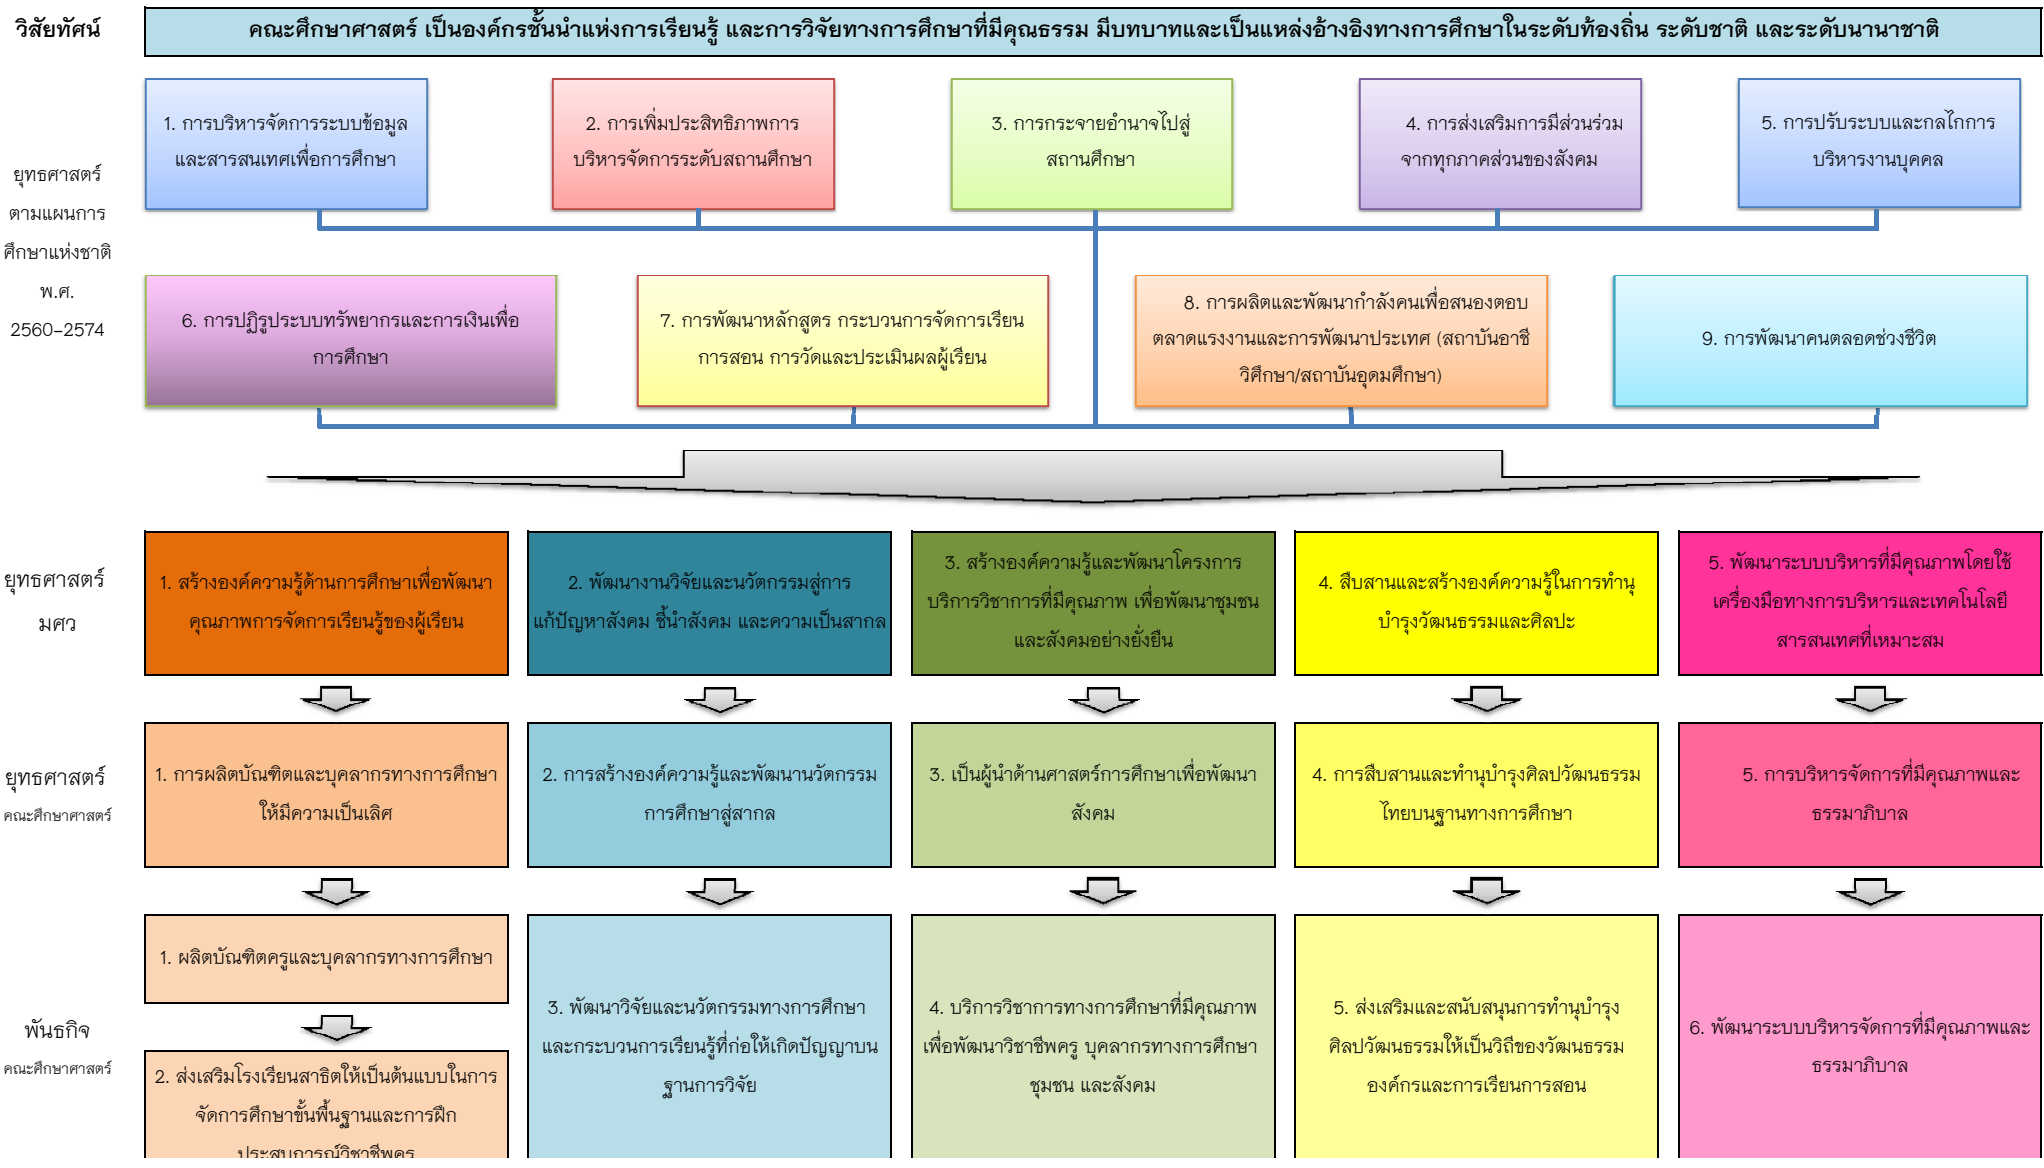 วิสัยทัศน์
คณะศึกษาศาสตร์ เป็นองค์กรชั้นนำแห่งการเรียนรู้ และการวิจัยทางการศึกษาที่มีคุณธรรม มีบทบาทและเป็นแหล่งอ้างอิงทางการศึกษาในระดับท้องถิ่น ระดับชาติ และระดับนานาชาติ
ยุทธศาสตร์
ตามแผนการ
ศึกษาแห่งชาติ
พ.ศ.
2560-2574
1. การบริหารจัดการระบบข้อมูล
และสารสนเทศเพื่อการศึกษา
2. การเพิ่มประสิทธิภาพการ
บริหารจัดการระดับสถานศึกษา
3. การกระจายอำนาจไปสู่
สถานศึกษา
4. การส่งเสริมการมีส่วนร่วม
จากทุกภาคส่วนของสังคม
5. การปรับระบบและกลไกการ
บริหารงานบุคคล
6. การปฏิรูประบบทรัพยากรและการเงินเพื่อ
การศึกษา
7. การพัฒนาหลักสูตร กระบวนการจัดการเรียน
การสอน การวัดและประเมินผลผู้เรียน
8. การผลิตและพัฒนากำลังคนเพื่อสนองตอบ
ตลาดแรงงานและการพัฒนาประเทศ (สถาบันอาชี
วิศึกษา/สถาบันอุดมศึกษา)
9. การพัฒนาคนตลอดช่วงชีวิต
ยุทธศาสตร์
มศว
1. สร้างองค์ความรู้ด้านการศึกษาเพื่อพัฒนา
คุณภาพการจัดการเรียนรู้ของผู้เรียน
2. พัฒนางานวิจัยและนวัตกรรมสู่การ
แก้ปัญหาสังคม ชี้นำสังคม และความเป็นสากล
3. สร้างองค์ความรู้และพัฒนาโครงการ
บริการวิชาการที่มีคุณภาพ เพื่อพัฒนาชุมชน
และสังคมอย่างยั่งยืน
4. สืบสานและสร้างองค์ความรู้ในการทำนุ
บำรุงวัฒนธรรมและศิลปะ
5. พัฒนาระบบบริหารที่มีคุณภาพโดยใช้
เครื่องมือทางการบริหารและเทคโนโลยี
สารสนเทศที่เหมาะสม
ยุทธศาสตร์
คณะศึกษาศาสตร์
1. การผลิตบัณฑิตและบุคลากรทางการศึกษา
ให้มีความเป็นเลิศ
2. การสร้างองค์ความรู้และพัฒนานวัตกรรม
การศึกษาสู่สากล
3. เป็นผู้นำด้านศาสตร์การศึกษาเพื่อพัฒนา
สังคม
4. การสืบสานและทำนุบำรุงศิลปวัฒนธรรม
ไทยบนฐานทางการศึกษา
5. การบริหารจัดการที่มีคุณภาพและ
ธรรมาภิบาล
พันธกิจ
คณะศึกษาศาสตร์
1. ผลิตบัณฑิตครูและบุคลากรทางการศึกษา
2. ส่งเสริมโรงเรียนสาธิตให้เป็นต้นแบบในการ
จัดการศึกษาขั้นพื้นฐานและการฝึก
ประสบการณ์วิชาชีพครู
3. พัฒนาวิจัยและนวัตกรรมทางการศึกษา
และกระบวนการเรียนรู้ที่ก่อให้เกิดปัญญาบน
ฐานการวิจัย
4. บริการวิชาการทางการศึกษาที่มีคุณภาพ
เพื่อพัฒนาวิชาชีพครู บุคลากรทางการศึกษา
ชุมชน และสังคม
5. ส่งเสริมและสนับสนุนการทำนุบำรุง
ศิลปวัฒนธรรมให้เป็นวิถีของวัฒนธรรม
องค์กรและการเรียนการสอน
6. พัฒนาระบบบริหารจัดการที่มีคุณภาพและ
ธรรมาภิบาล